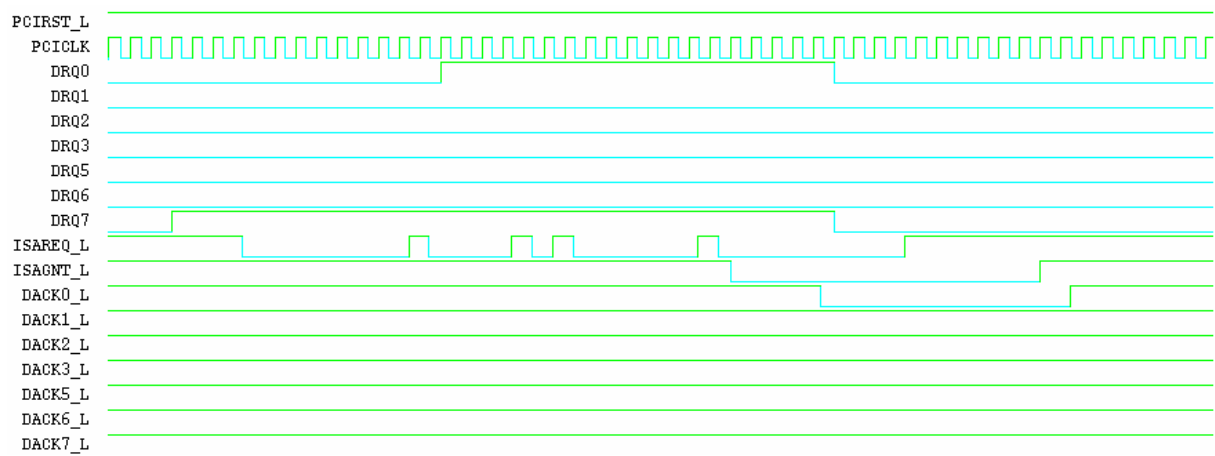 PCIRST_L
PCICLK
DRQ0
DRQ1
DRQ2
DRQ3
DRQ5
DRQ6
DRQ7
ISAREQ_L
ISAGNT_L
DACK0_L
DACK1_L
DACK2_L
DACK3_L
DACK5_L
DACK6_L
DACK7_L